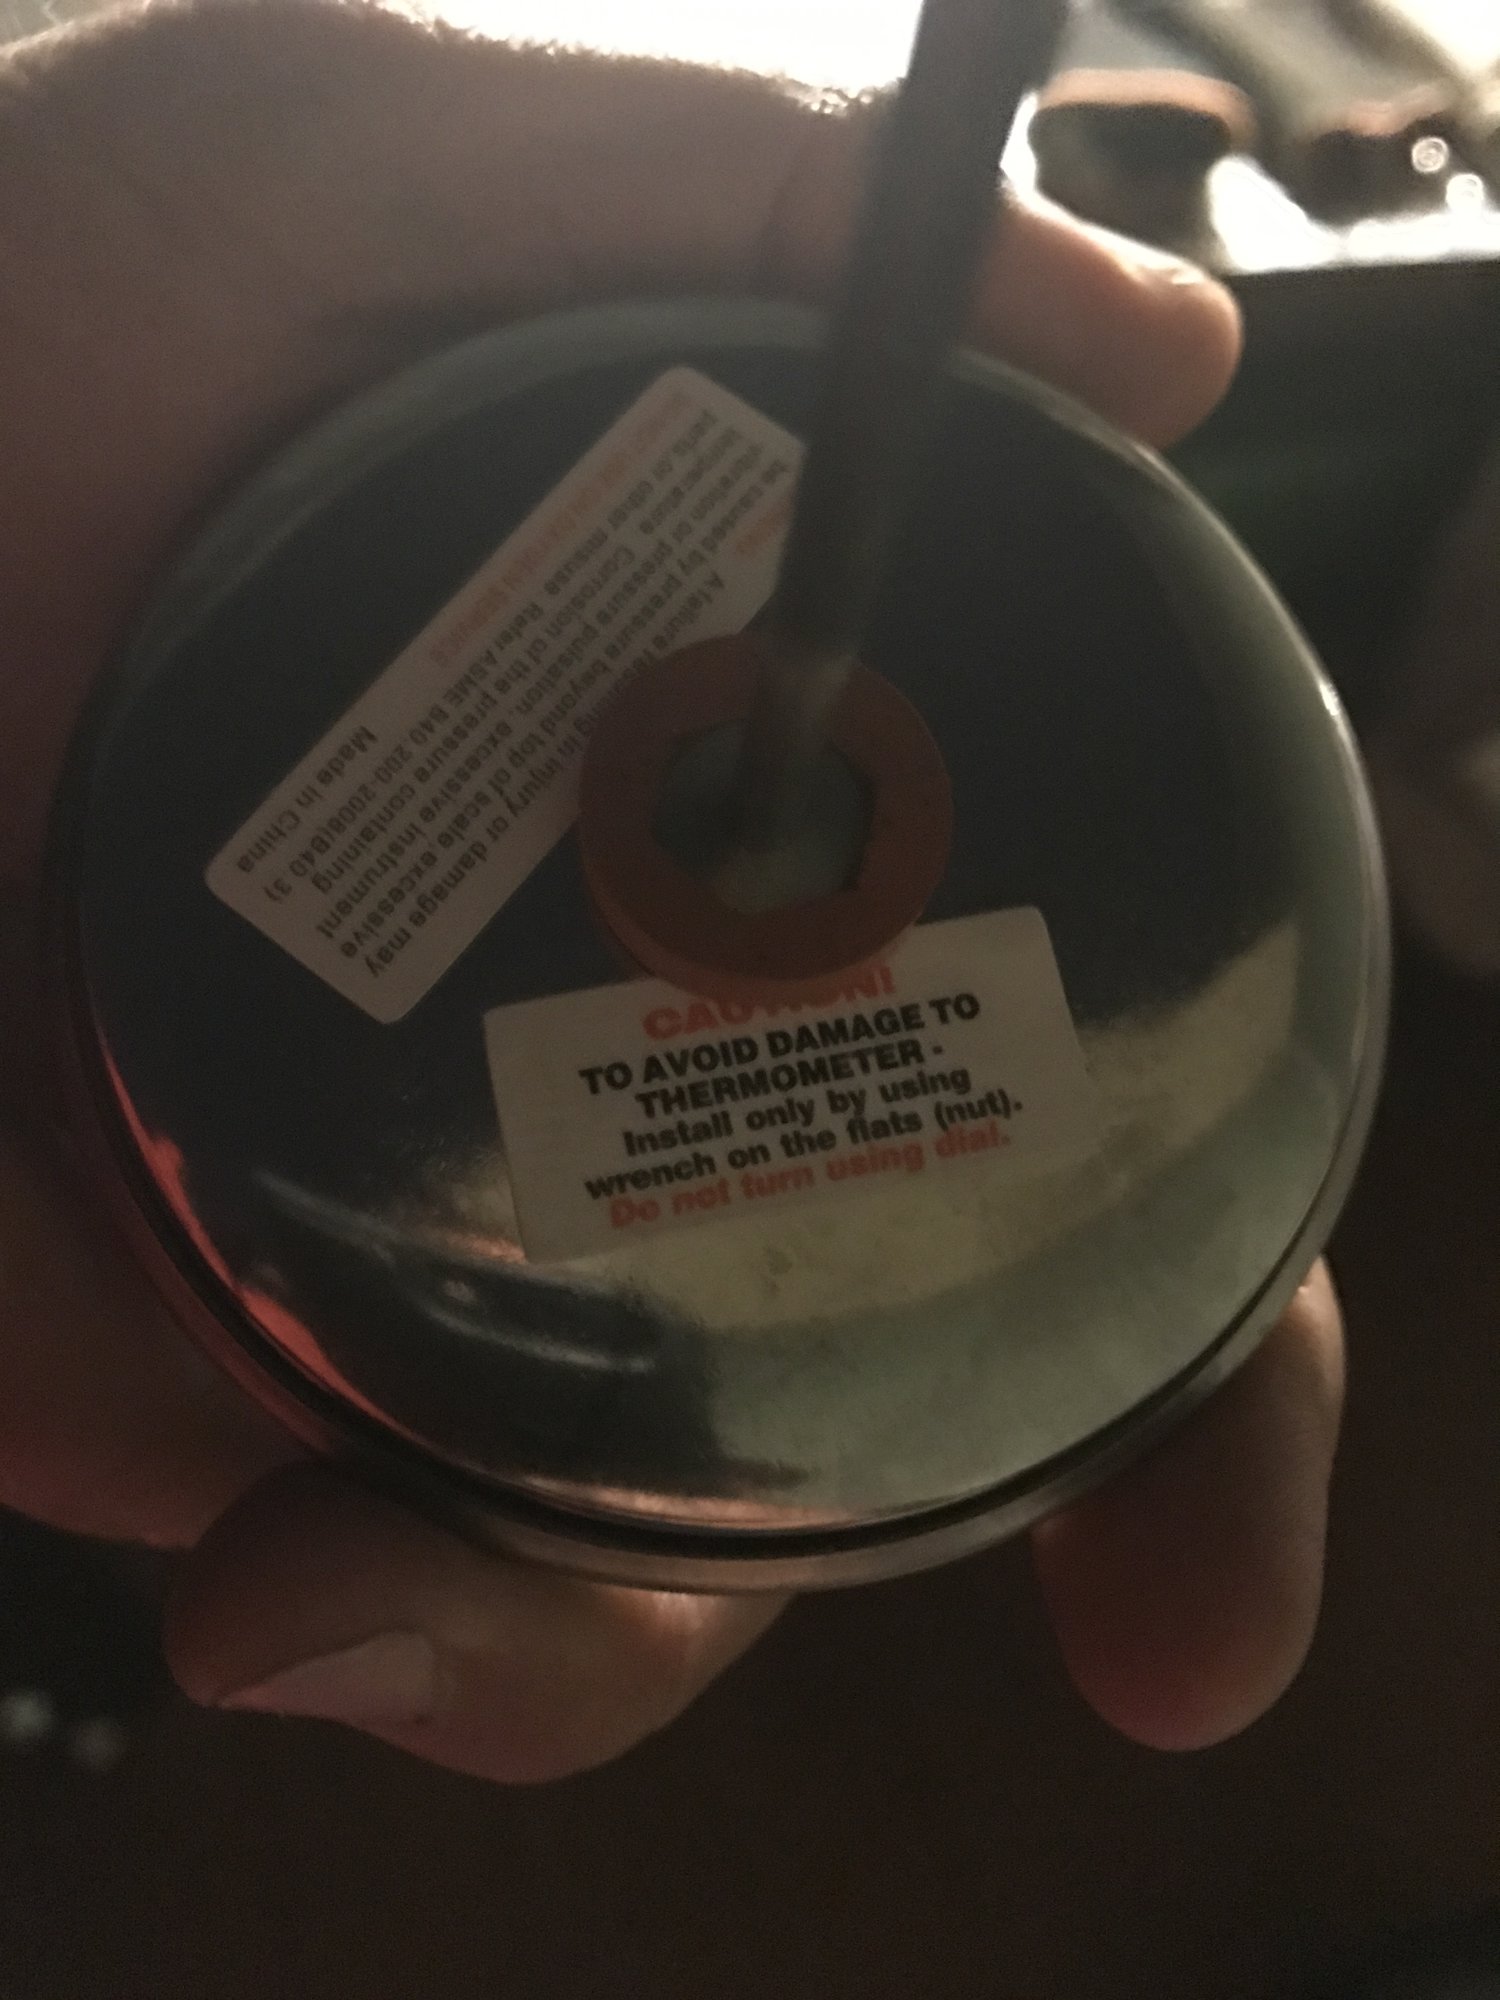 CAUTION!
TO AVOID DAMAGE TO
THERMOMETER -
Install only by using
wrench on the flats (nut).
Do not turn using dial.
A failure resulting in injury or damage may
be caused by pressure beyond top of scale excessive
vibration or pressure pulsation, excessive instrument
temperature Corrosion of the pressure containing
parts or other misuse Refer ASME B40 200-2008(B40 3)
Made in China